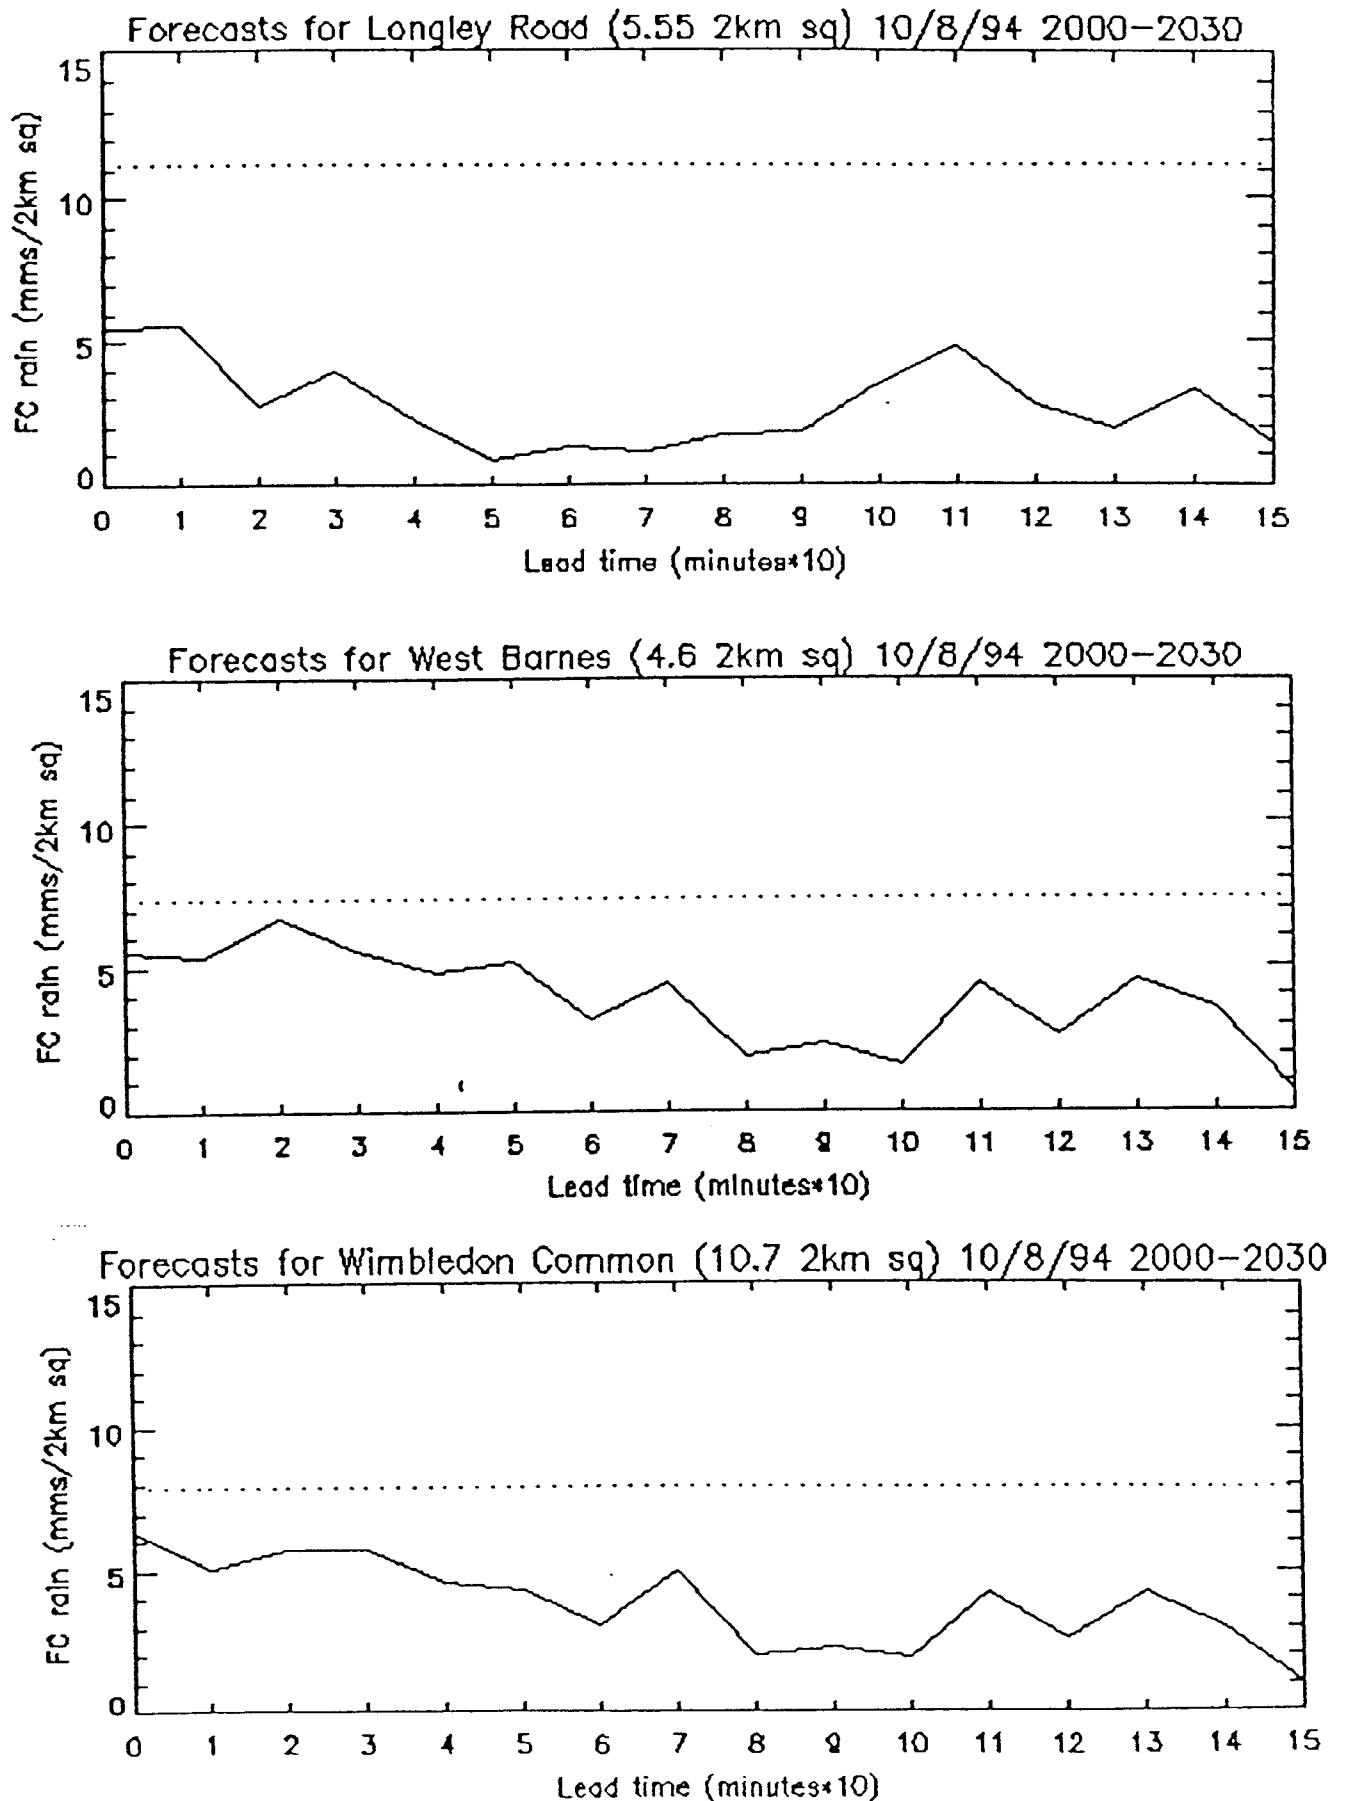 Forecasts for Longley Road (5.55 2km sq) 10/8/94 2000-2030
15
10
5
0
FC rain (mms/2km sq)
0 1 2 3 4 5 6 7 8 9 10 11 12 13 14 15
Lead time (minutes*10)
Forecasts for West Barnes (4.6 2km sq) 10/8/94 2000-2030
15
10
5
0
FC rain (mms/2km sq)
0 1 2 3 4 5 6 7 8 9 10 11 12 13 14 15
Lead time (minutes*10)
Forecasts for Wimbledon Common (10.7 2km sq) 10/8/94 2000-2030
15
10
5
0
FC rain (mms/2km sq)
0 1 2 3 4 5 6 7 8 9 10 11 12 13 14 15
Lead time (minutes*10)